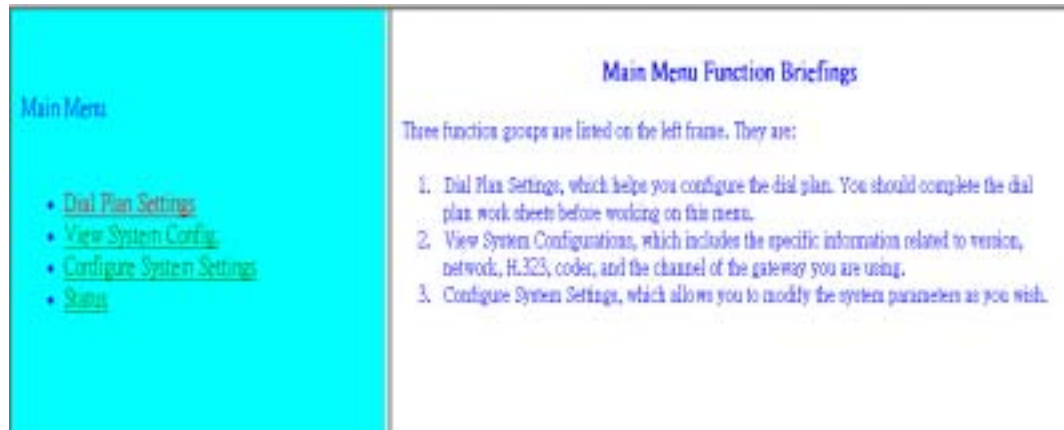 Main Menu
Dial Plan Settings
View System Config.
Configure System Settings
Status
Main Menu Function Briefings
Three function groups are listed on the left frame. They are:
1. Dial Plan Settings, which helps you configure the dial plan. You should complete the dial
plan work sheets before working on this menu.
2. View System Configurations, which includes the specific information related to version,
network, H.323, coder, and the channel of the gateway you are using.
3. Configure System Settings, which allows you to modify the system parameters as you wish.